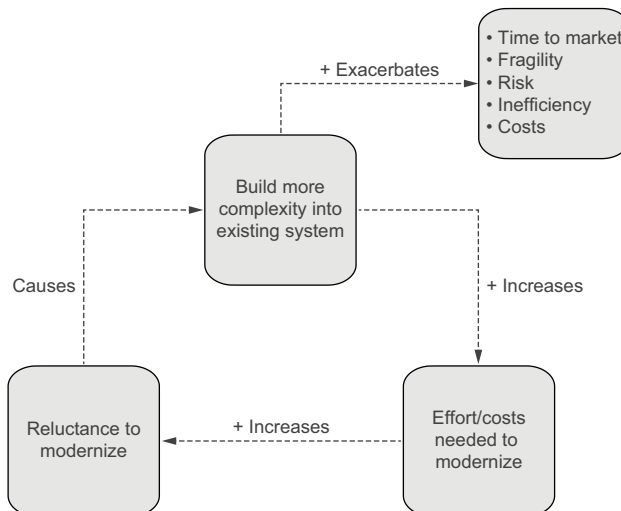 • Time to market
• Fragility
• Risk
• Inefficiency
• Costs
+ Exacerbates
Build more
complexity into
existing system
Causes
+ Increases
Reluctance to
modernize
+ Increases
Effort/costs
needed to
modernize